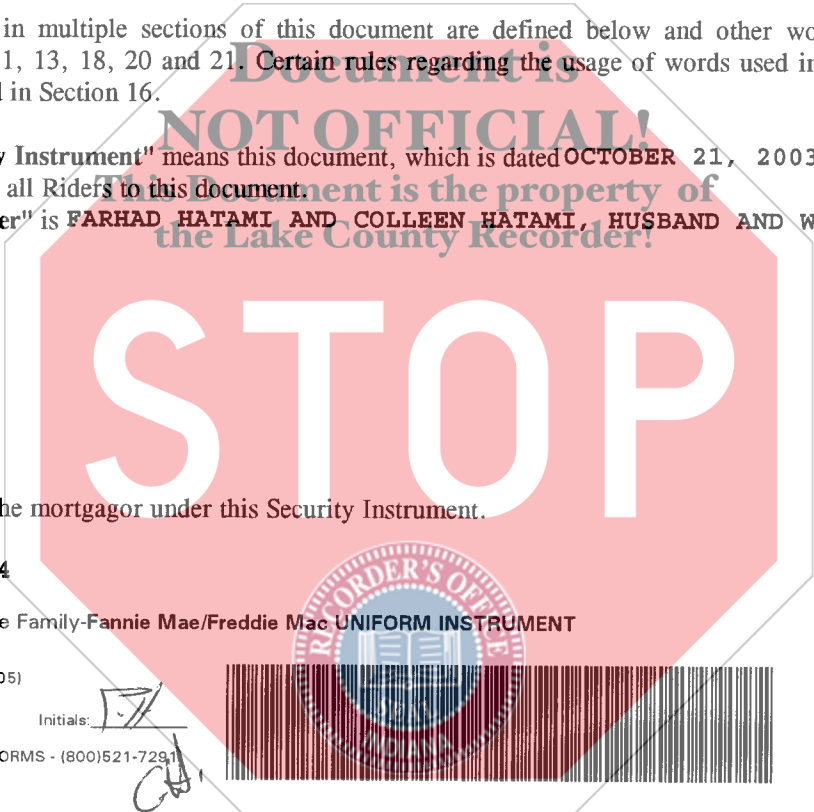 in multiple sections of this document are defined below and other wo
1, 13, 18, 20 and 21. Certain rules regarding the usage of words used in
d in Section 16.
Document is
NOT OFFICIAL!
y Instrument" means this document, which is dated OCTOBER 21, 2003
all Riders to this document.
This Document is the property of
er" is FARHAD HATAMI AND COLLEEN HATAMI, HUSBAND AND W
the Lake County Recorder!
STOP
he mortgagor under this Security Instrument.
4
e Family-Fannie Mae/Freddie Mac UNIFORM INSTRUMENT
RECORDER'S OFFICE
SEAL
INDIANA
05)
Initials:
ORMS - (800)521-7291